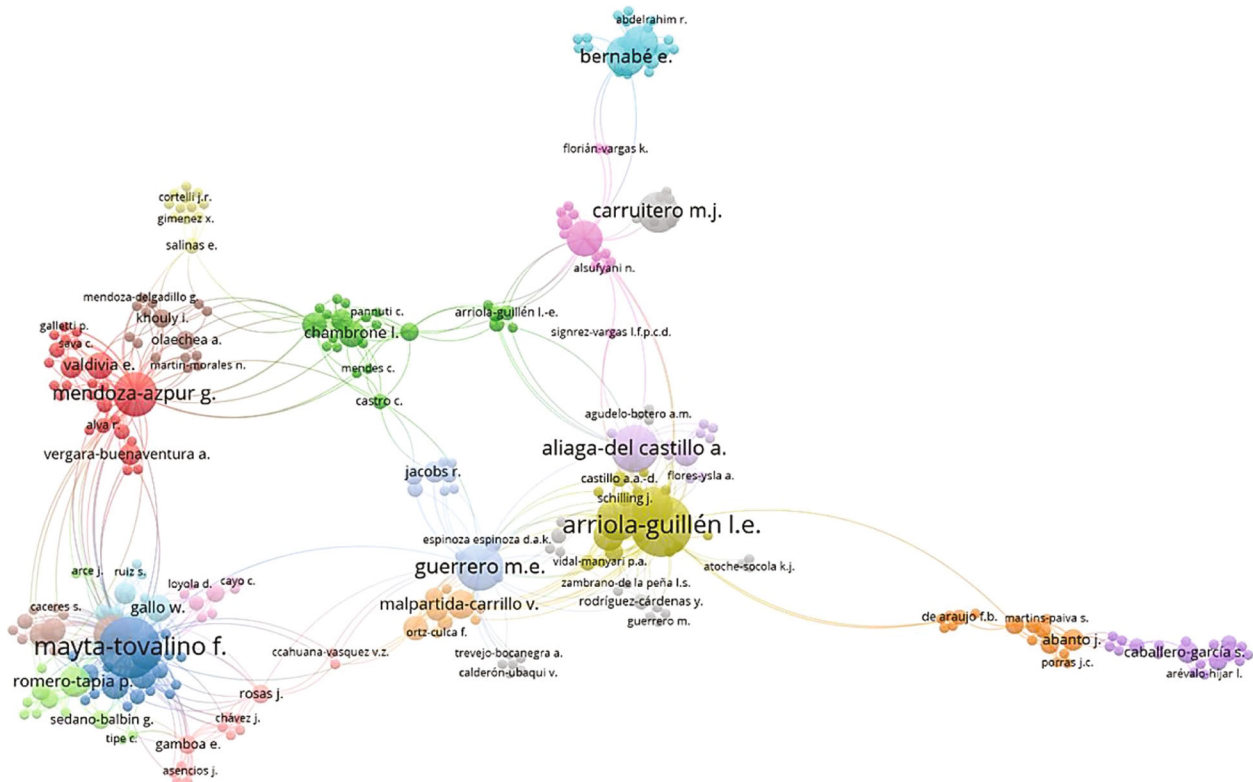 abdelrahim r.
bernabé e.
florián-vargas k.
cortelli j.r.
gimenez x.
carruitero m.j.
salinas e.
alsufyani n.
mendoza-delgadillo g.
khouly i.
pannuti c.
arriola-guillén l.-e.
galletti p.
chambrone l.
signrez-vargas l.f.p.c.d.
seva c.
olaechea a.
valdivia e.
martin-morales n.
mendes c.
mendoza-azpur g.
castro c.
agudelo-botero a.m.
alva r.
aliaga-del castillo a.
vergara-buenaventura a.
jacobs r.
castillo a.a.-d.
flores-ysla a.
schilling j.
arriola-guillén l.e.
espinoza espinoza d.a.k.
guerrero m.e.
vidal-manyari p.a.
atoche-socola k.j.
arce j.
ruiz s.
loyola d.
cayo c.
zambrano-de la peña l.s.
rodríguez-cárdenas y.
caceres s.
gallo w.
malpartida-carrillo v.
guerrero m.
de araujo f.b.
martins-paiva s.
ortz-culca f.
abanto j.
mayta-tovalino f.
ccahuana-vasquez v.z.
trevejo-bocanegra a.
caballero-garcía s.
porras j.c.
calderón-ubaqui v.
arévalo-hijar l.
romero-tapia p.
rosas j.
sedano-balbin g.
chávez j.
tipe c.
gamboa e.
asencios j.